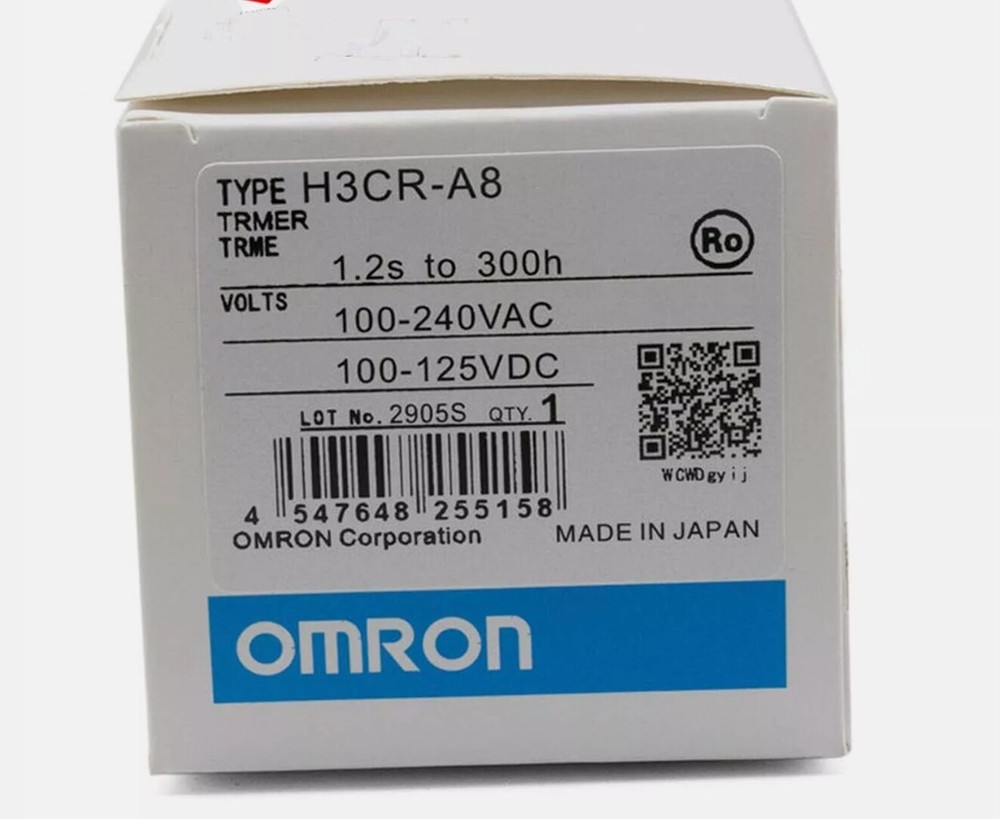 TYPE H3CR-A8
TRMER
TRME
1.2s to 300h
Ro
VOLTS
100-240VAC
100-125VDC
LOT No. 2905S QTY. 1
WCWDgyij
4 547648 255158
OMRON Corporation
MADE IN JAPAN
OMRON